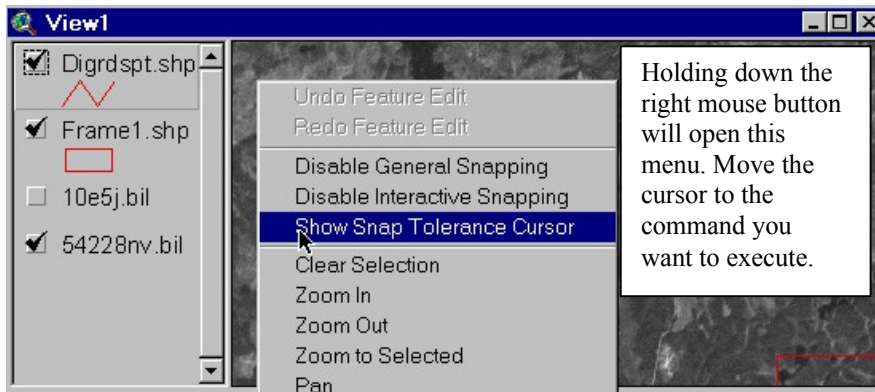 View1
Digrdspt.shp
Frame1.shp
10e5j.bil
54228nv.bil
Undo Feature Edit
Redo Feature Edit
Disable General Snapping
Disable Interactive Snapping
Show Snap Tolerance Cursor
Clear Selection
Zoom In
Zoom Out
Zoom to Selected
Pan
Holding down the
right mouse button
will open this
menu. Move the
cursor to the
command you
want to execute.